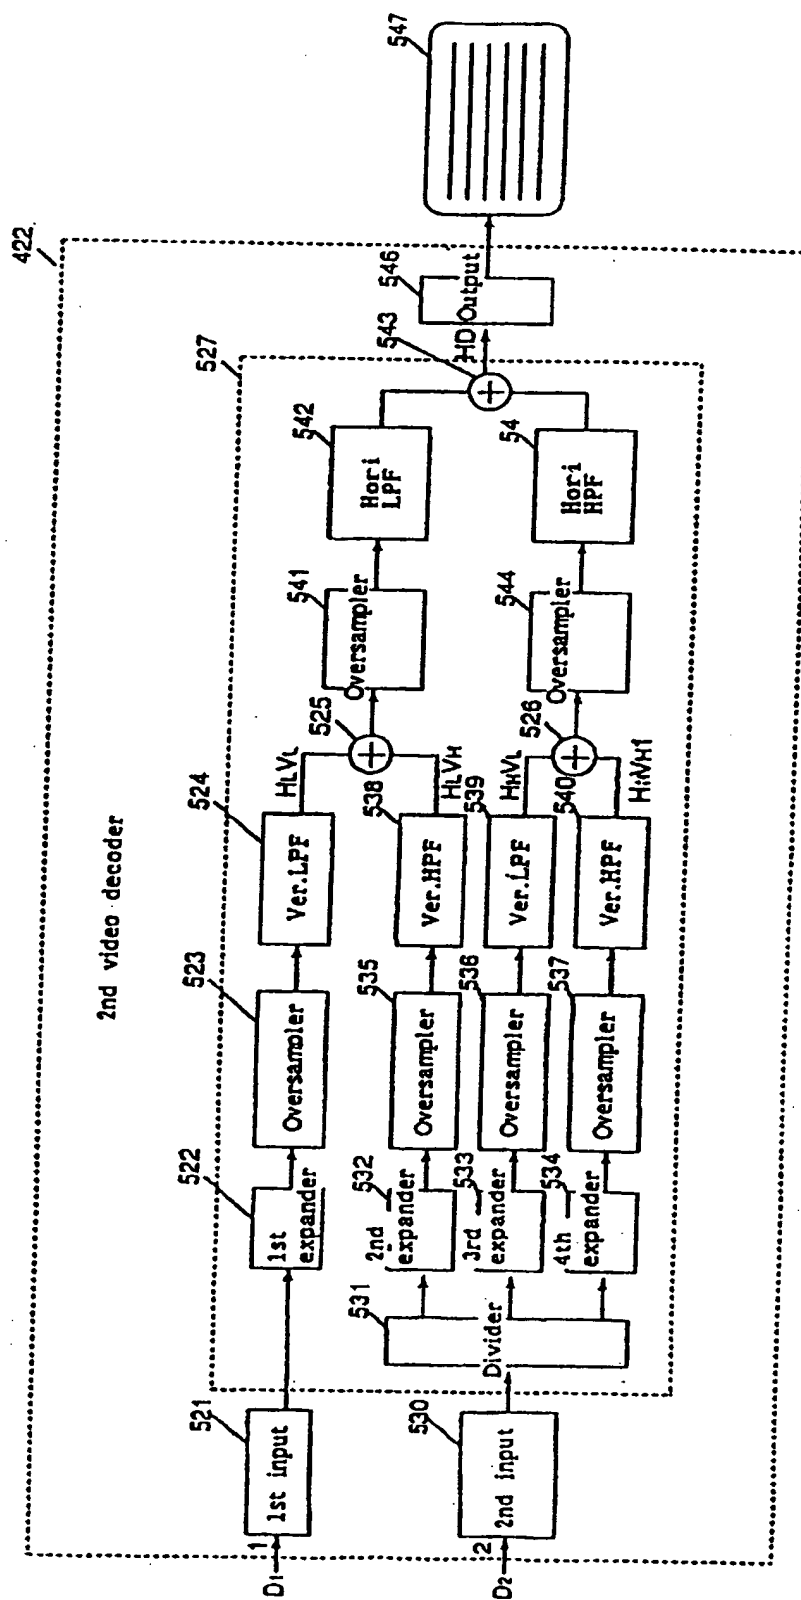 2nd video decoder
422
527
D1
1
521
1st input
522
1st expander
523
Oversampler
524
Ver.LPF
HLVL
525
541
Oversampler
542
Hori LPF
543
HD Output
546
547
D2
2
530
2nd input
531
Divider
532
2nd expander
535
Oversampler
538
Ver.HPF
HLVH
533
3rd expander
536
Oversampler
539
Ver.LPF
HHVL
526
544
Oversampler
54
Hori HPF
534
4th expander
537
Oversampler
540
Ver.HPF
HiNVH1